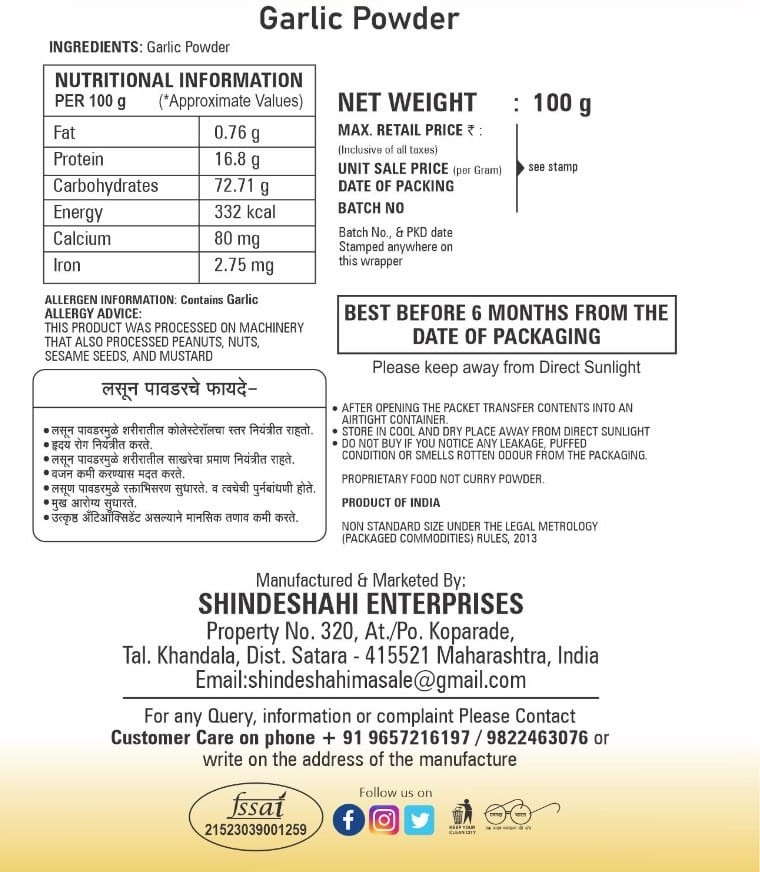 Garlic Powder
INGREDIENTS: Garlic Powder
NUTRITIONAL INFORMATION
PER 100 g (*Approximate Values)
Fat 0.76 g
Protein 16.8 g
Carbohydrates 72.71 g
Energy 332 kcal
Calcium 80 mg
Iron 2.75 mg
ALLERGEN INFORMATION: Contains Garlic
ALLERGY ADVICE:
THIS PRODUCT WAS PROCESSED ON MACHINERY
THAT ALSO PROCESSED PEANUTS, NUTS,
SESAME SEEDS, AND MUSTARD
लसून पावडरचे फायदे–
• लसून पावडरमुळे शरीरातील कोलेस्टेरॉलचा स्तर नियंत्रीत राहतो.
• हृदय रोग नियंत्रीत करते.
• लसून पावडरमुळे शरीरातील साखरेचा प्रमाण नियंत्रीत राहते.
• वजन कमी करण्यास मदत करते.
• लसूण पावडरमुळे रक्ताभिसरण सुधारते. व त्वचेची पुर्नबांधणी होते.
• मुख आरोग्य सुधारते.
• उत्कृष्ठ अँटिऑक्सिडेंट असल्याने मानसिक तणाव कमी करते.
NET WEIGHT : 100 g
MAX. RETAIL PRICE ₹ :
(Inclusive of all taxes)
UNIT SALE PRICE (per Gram)
see stamp
DATE OF PACKING
BATCH NO
Batch No., & PKD date
Stamped anywhere on
this wrapper
BEST BEFORE 6 MONTHS FROM THE
DATE OF PACKAGING
Please keep away from Direct Sunlight
• AFTER OPENING THE PACKET TRANSFER CONTENTS INTO AN
AIRTIGHT CONTAINER.
• STORE IN COOL AND DRY PLACE AWAY FROM DIRECT SUNLIGHT
• DO NOT BUY IF YOU NOTICE ANY LEAKAGE, PUFFED
CONDITION OR SMELLS ROTTEN ODOUR FROM THE PACKAGING.
PROPRIETARY FOOD NOT CURRY POWDER.
PRODUCT OF INDIA
NON STANDARD SIZE UNDER THE LEGAL METROLOGY
(PACKAGED COMMODITIES) RULES, 2013
Manufactured & Marketed By:
SHINDESHAHI ENTERPRISES
Property No. 320, At./Po. Koparade,
Tal. Khandala, Dist. Satara - 415521 Maharashtra, India
Email:shindeshahimasale@gmail.com
For any Query, information or complaint Please Contact
Customer Care on phone + 91 9657216197 / 9822463076 or
write on the address of the manufacture
fssai
21523039001259
Follow us on
KEEP YOUR
CLEAN CITY
स्वच्छ भारत
एक कदम स्वच्छता की ओर